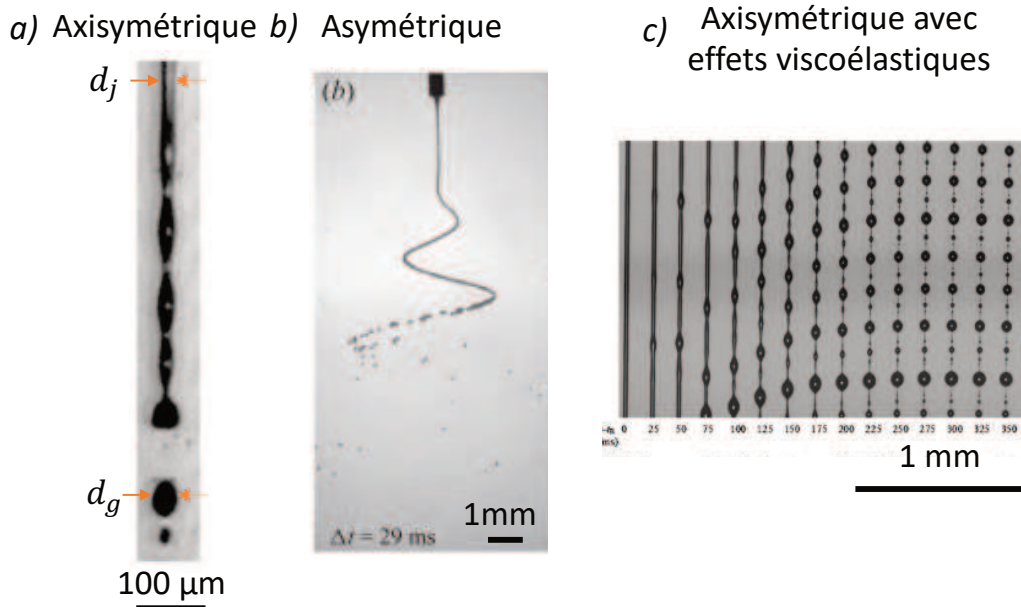 a) Axisymétrique
d_j
d_g
100 µm
b) Asymétrique
(b)
Δt = 29 ms
1mm
c) Axisymétrique avec
effets viscoélastiques
0 25 50 75 100 125 150 175 200 225 250 275 300 325 350
1 mm